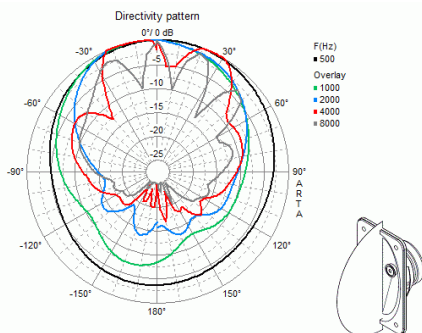 Directivity pattern
0°/ 0 dB
-30°
30°
-5
-60°
60°
-10
-15
-20
-25
-90°
90°
A
R
T
A
-120°
120°
-150°
150°
180°
F(Hz)
500
Overlay
1000
2000
4000
8000